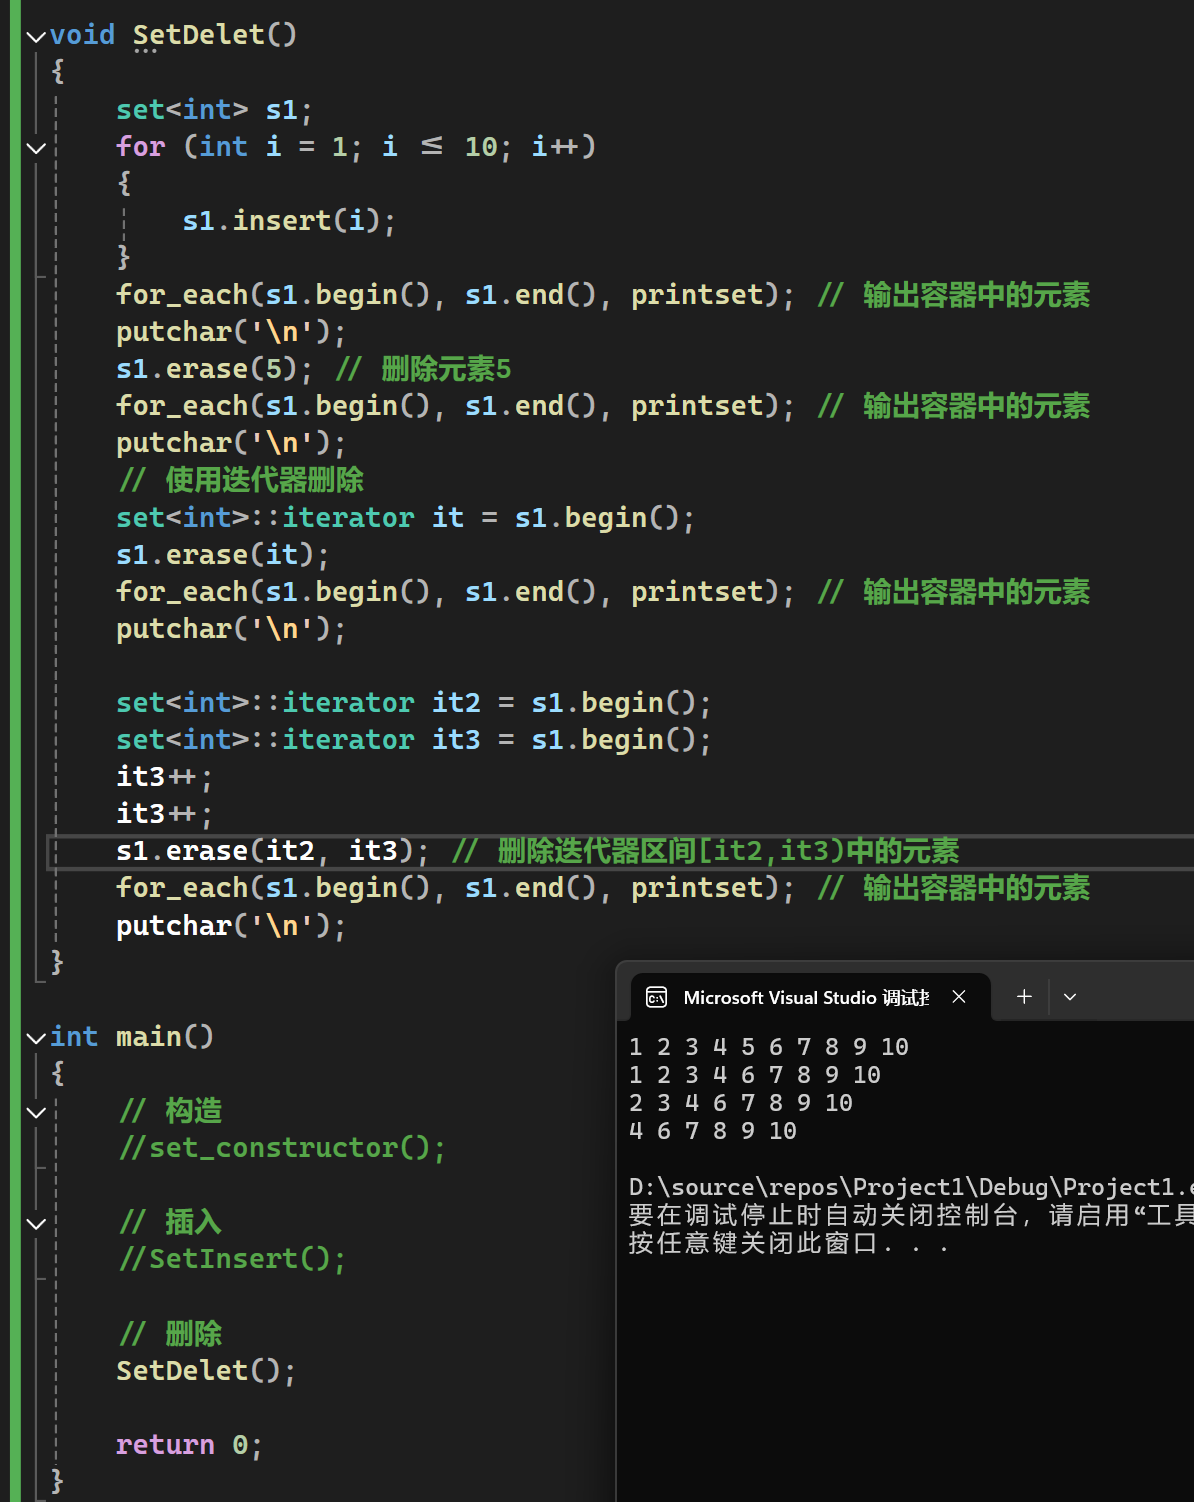 void SetDelet()
{
set<int> s1;
for (int i = 1; i ≤ 10; i++)
{
s1.insert(i);
}
for_each(s1.begin(), s1.end(), printset); // 输出容器中的元素
putchar('\n');
s1.erase(5); // 删除元素5
for_each(s1.begin(), s1.end(), printset); // 输出容器中的元素
putchar('\n');
// 使用迭代器删除
set<int>::iterator it = s1.begin();
s1.erase(it);
for_each(s1.begin(), s1.end(), printset); // 输出容器中的元素
putchar('\n');
set<int>::iterator it2 = s1.begin();
set<int>::iterator it3 = s1.begin();
it3++;
it3++;
s1.erase(it2, it3); // 删除迭代器区间[it2,it3)中的元素
for_each(s1.begin(), s1.end(), printset); // 输出容器中的元素
putchar('\n');
}
int main()
{
// 构造
//set_constructor();
// 插入
//SetInsert();
// 删除
SetDelet();
return 0;
}
Microsoft Visual Studio 调试
1 2 3 4 5 6 7 8 9 10
1 2 3 4 6 7 8 9 10
2 3 4 6 7 8 9 10
4 6 7 8 9 10
D:\source\repos\Project1\Debug\Project1.e
要在调试停止时自动关闭控制台, 请启用“工具
按任意键关闭此窗口. . .